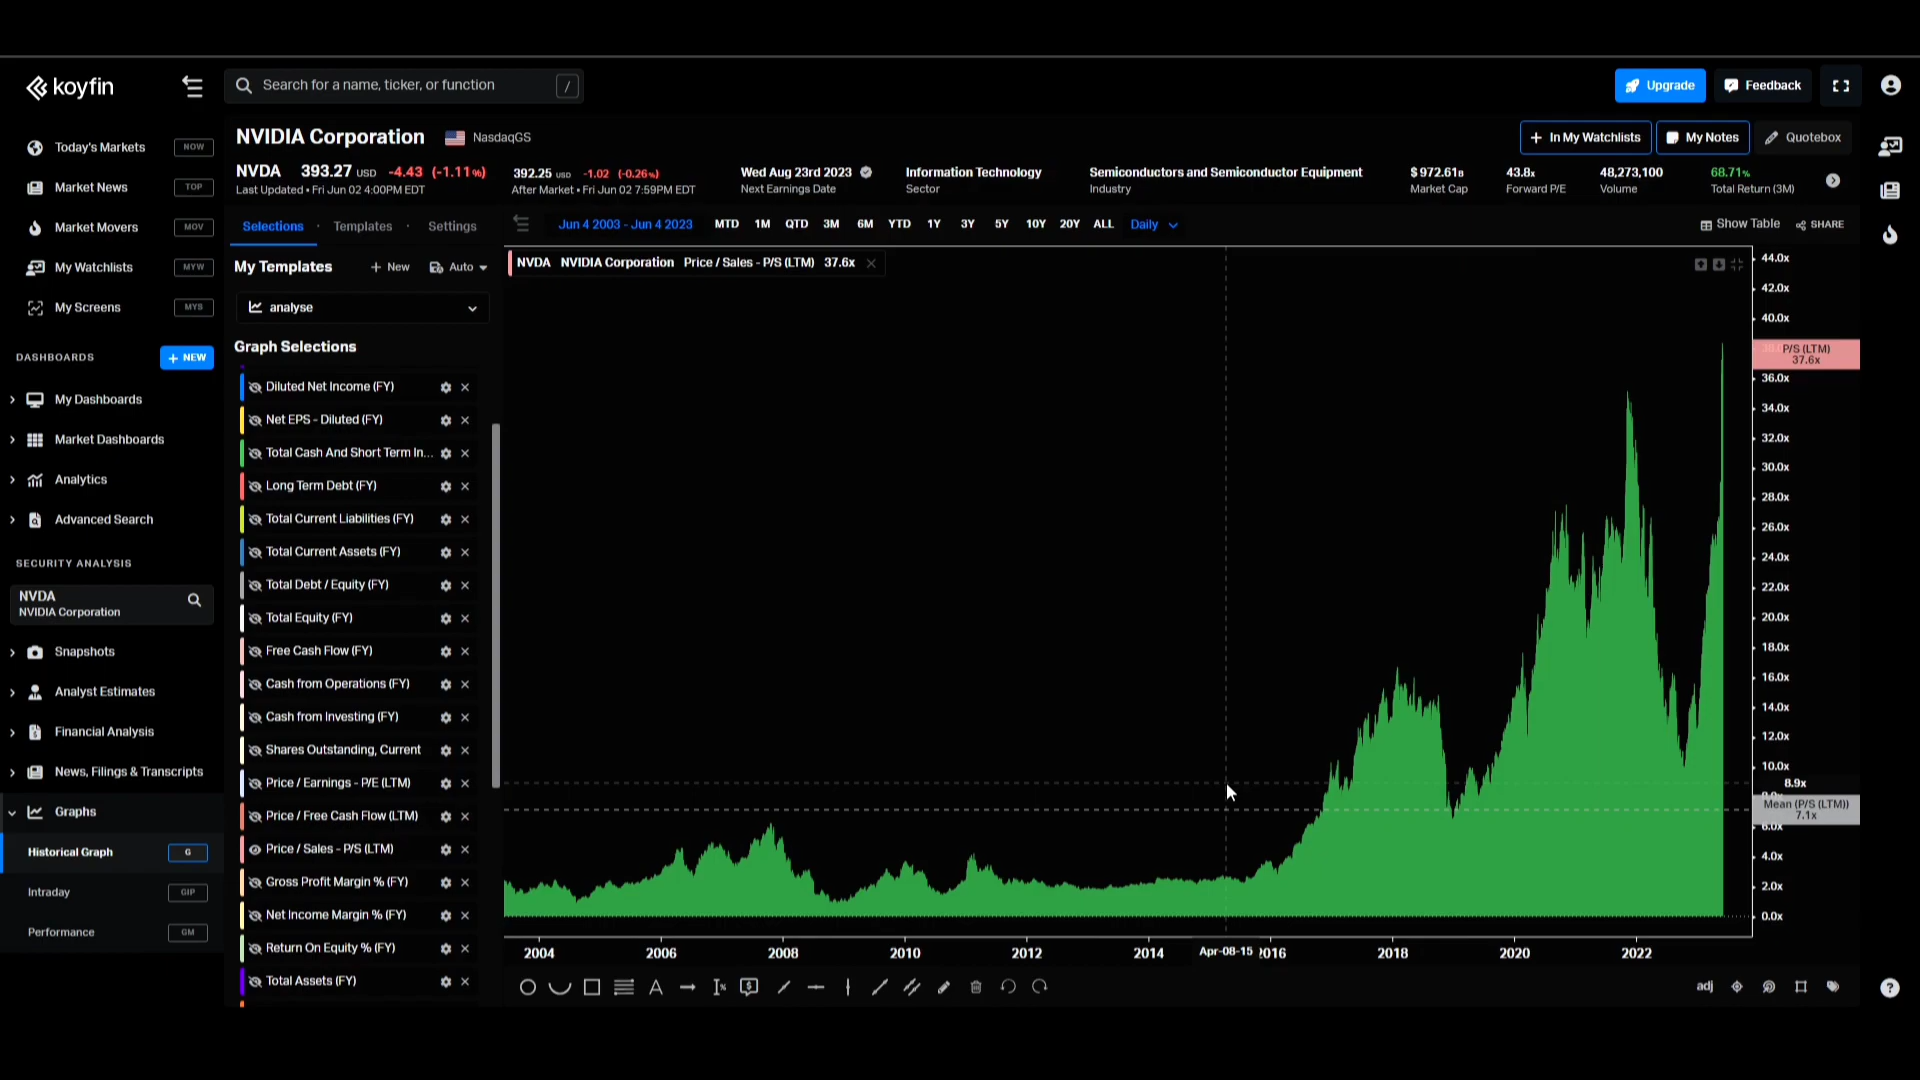 koyfin
Search for a name, ticker, or function /
Upgrade
Feedback
Today's Markets NOW
Market News TOP
Market Movers MOV
My Watchlists MYW
My Screens MYS
DASHBOARDS + NEW
My Dashboards
Market Dashboards
Analytics
Advanced Search
SECURITY ANALYSIS
NVDA
NVIDIA Corporation
Snapshots
Analyst Estimates
Financial Analysis
News, Filings & Transcripts
Graphs
Historical Graph G
Intraday GIP
Performance GM
NVIDIA Corporation NasdaqGS
+ In My Watchlists
My Notes
Quotebox
NVDA 393.27 USD -4.43 (-1.11%)
Last Updated • Fri Jun 02 4:00PM EDT
392.25 USD -1.02 (-0.26%)
After Market • Fri Jun 02 7:59PM EDT
Wed Aug 23rd 2023
Next Earnings Date
Information Technology
Sector
Semiconductors and Semiconductor Equipment
Industry
$ 972.61B
Market Cap
43.8x
Forward P/E
48,273,100
Volume
68.71%
Total Return (3M)
Selections · Templates · Settings
Jun 4 2003 - Jun 4 2023 MTD 1M QTD 3M 6M YTD 1Y 3Y 5Y 10Y 20Y ALL Daily
Show Table SHARE
My Templates + New Auto
analyse
Graph Selections
Diluted Net Income (FY)
Net EPS - Diluted (FY)
Total Cash And Short Term In...
Long Term Debt (FY)
Total Current Liabilities (FY)
Total Current Assets (FY)
Total Debt / Equity (FY)
Total Equity (FY)
Free Cash Flow (FY)
Cash from Operations (FY)
Cash from Investing (FY)
Shares Outstanding, Current
Price / Earnings - P/E (LTM)
Price / Free Cash Flow (LTM)
Price / Sales - P/S (LTM)
Gross Profit Margin % (FY)
Net Income Margin % (FY)
Return On Equity % (FY)
Total Assets (FY)
NVDA NVIDIA Corporation Price / Sales - P/S (LTM) 37.6x
44.0x
42.0x
40.0x
P/S (LTM)
37.6x
36.0x
34.0x
32.0x
30.0x
28.0x
26.0x
24.0x
22.0x
20.0x
18.0x
16.0x
14.0x
12.0x
10.0x
8.9x
Mean (P/S (LTM))
7.1x
6.0x
4.0x
2.0x
0.0x
2004 2006 2008 2010 2012 2014 Apr-08-15 2016 2018 2020 2022
A
adj
?